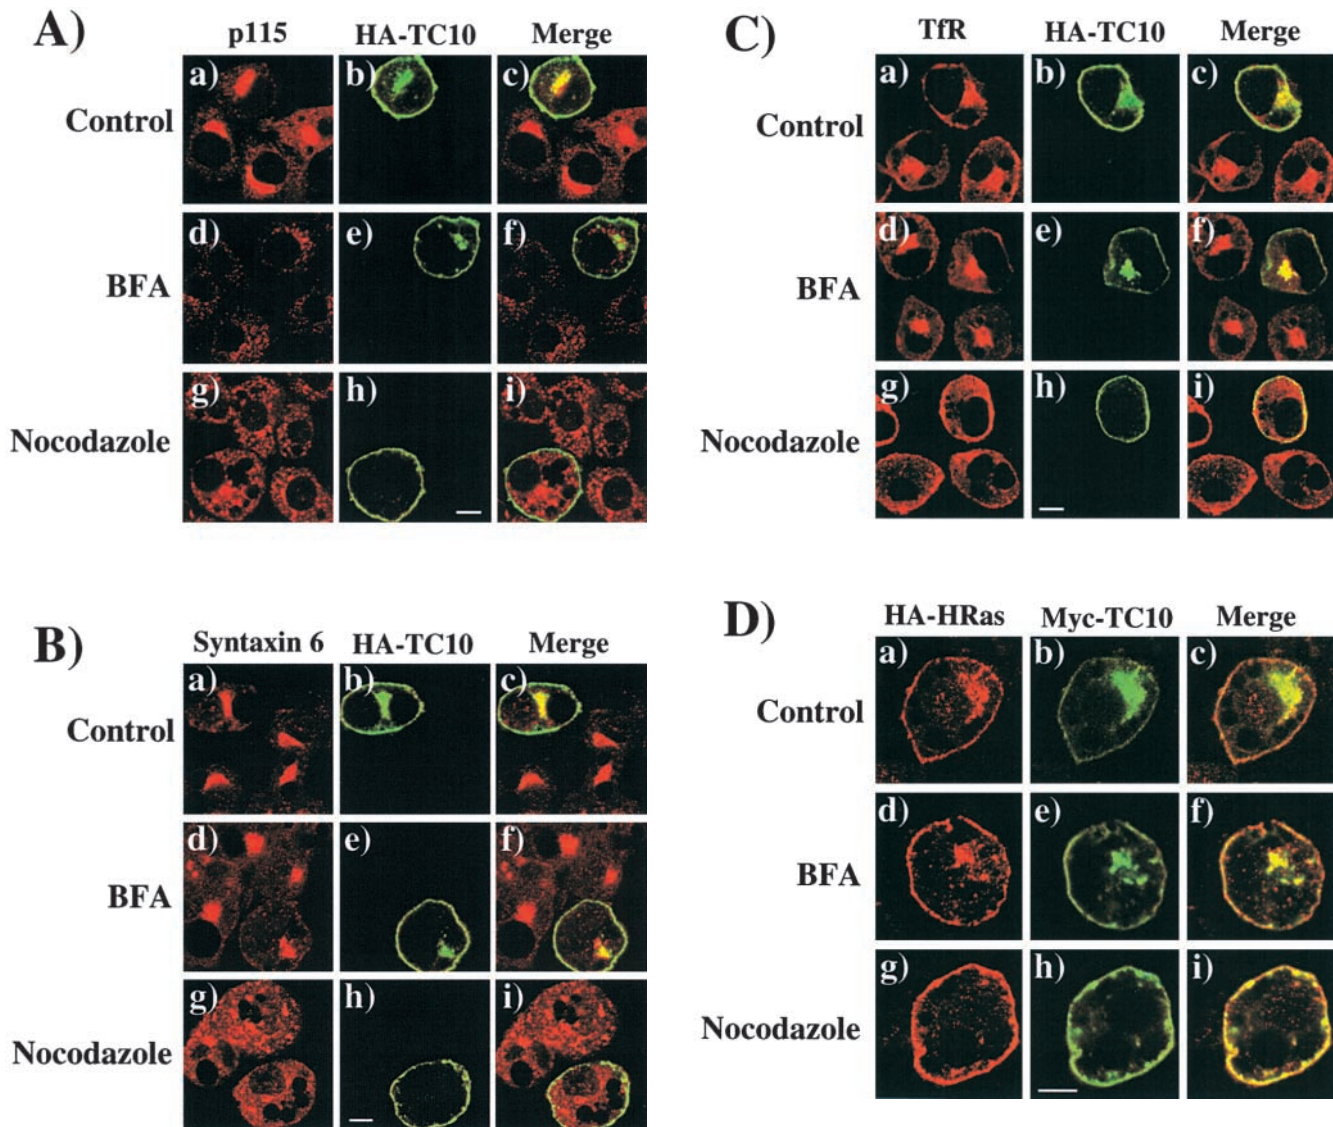 A)
p115 HA-TC10 Merge
Control
a) b) c)
BFA
d) e) f)
Nocodazole
g) h) i)
B)
Syntaxin 6 HA-TC10 Merge
Control
a) b) c)
BFA
d) e) f)
Nocodazole
g) h) i)
C)
TfR HA-TC10 Merge
Control
a) b) c)
BFA
d) e) f)
Nocodazole
g) h) i)
D)
HA-HRas Myc-TC10 Merge
Control
a) b) c)
BFA
d) e) f)
Nocodazole
g) h) i)